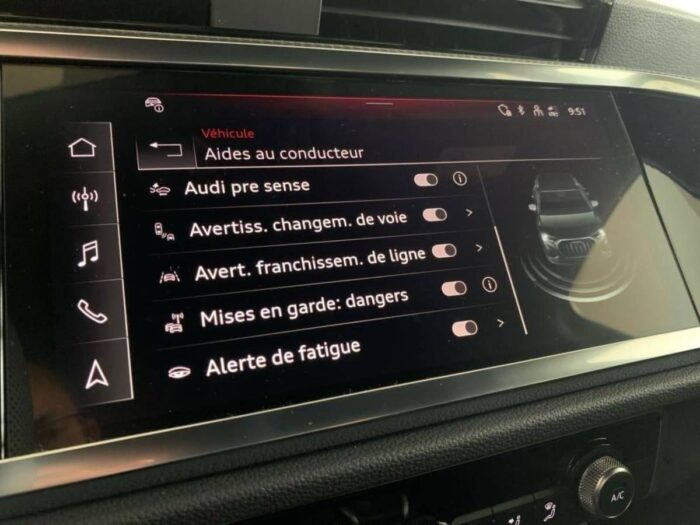 9:51
Véhicule
Aides au conducteur
Audi pre sense
Avertiss. changem. de voie
Avert. franchissem. de ligne
Mises en garde: dangers
Alerte de fatigue
A/C